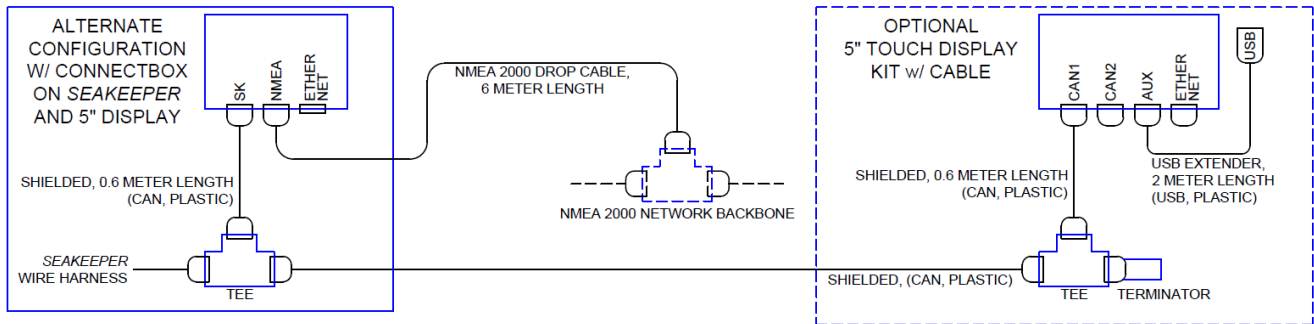 ALTERNATE
CONFIGURATION
W/ CONNECTBOX
ON SEAKEEPER
AND 5" DISPLAY
SK
NMEA
ETHER
NET
NMEA 2000 DROP CABLE,
6 METER LENGTH
SHIELDED, 0.6 METER LENGTH
(CAN, PLASTIC)
SEAKEEPER
WIRE HARNESS
TEE
NMEA 2000 NETWORK BACKBONE
OPTIONAL
5" TOUCH DISPLAY
KIT w/ CABLE
CAN1
CAN2
AUX
ETHER
NET
USB
SHIELDED, 0.6 METER LENGTH
(CAN, PLASTIC)
USB EXTENDER,
2 METER LENGTH
(USB, PLASTIC)
SHIELDED, (CAN, PLASTIC)
TEE
TERMINATOR